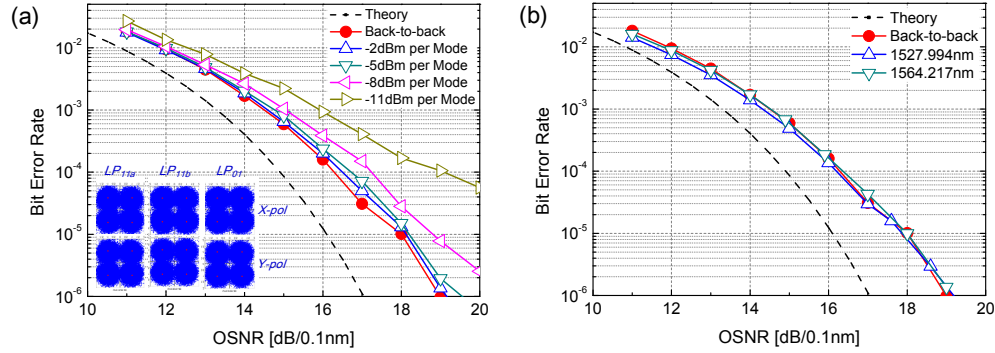 (a)
Theory
Back-to-back
-2dBm per Mode
-5dBm per Mode
-8dBm per Mode
-11dBm per Mode
10⁻²
10⁻³
10⁻⁴
10⁻⁵
10⁻⁶
Bit Error Rate
LP11a LP11b LP01
X-pol
Y-pol
10 12 14 16 18 20
OSNR [dB/0.1nm]
(b)
Theory
Back-to-back
1527.994nm
1564.217nm
10⁻²
10⁻³
10⁻⁴
10⁻⁵
10⁻⁶
Bit Error Rate
10 12 14 16 18 20
OSNR [dB/0.1nm]